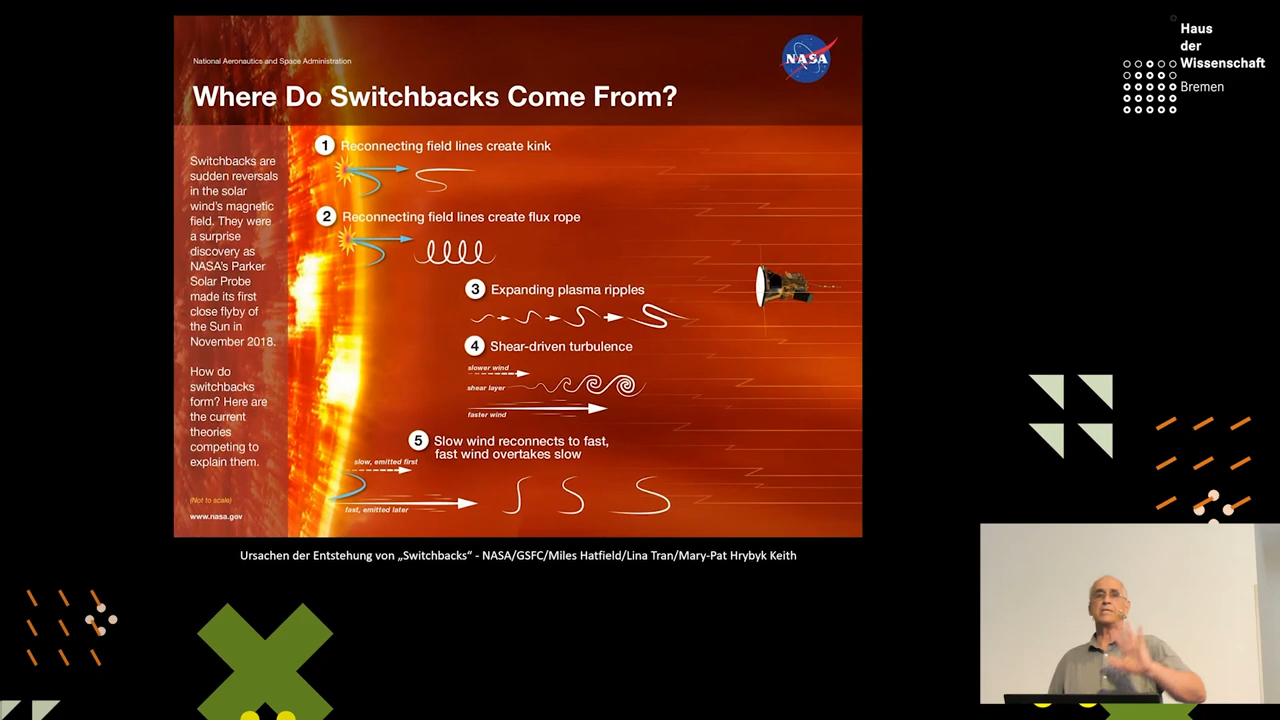 National Aeronautics and Space Administration
NASA
Where Do Switchbacks Come From?
Switchbacks are
sudden reversals
in the solar
wind's magnetic
field. They were
a surprise
discovery as
NASA's Parker
Solar Probe
made its first
close flyby of
the Sun in
November 2018.
How do
switchbacks
form? Here are
the current
theories
competing to
explain them.
(Not to scale)
www.nasa.gov
1 Reconnecting field lines create kink
2 Reconnecting field lines create flux rope
3 Expanding plasma ripples
4 Shear-driven turbulence
slower wind
shear layer
faster wind
5 Slow wind reconnects to fast,
fast wind overtakes slow
slow, emitted first
fast, emitted later
Ursachen der Entstehung von „Switchbacks“ - NASA/GSFC/Miles Hatfield/Lina Tran/Mary-Pat Hrybyk Keith
Haus
der
Wissenschaft
Bremen